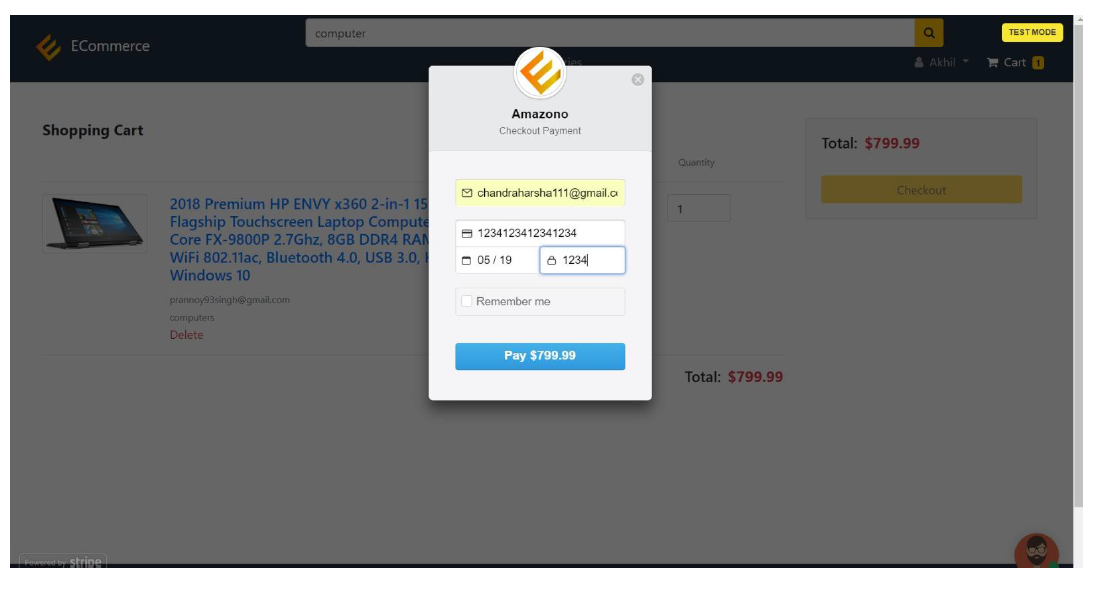 computer
TEST MODE
ECommerce
Akhil
Cart 1
Amazono
Checkout Payment
Shopping Cart
Total: $799.99
Quantity
Checkout
chandraharsha111@gmail.c
2018 Premium HP ENVY x360 2-in-1 15
Flagship Touchscreen Laptop Compute
Core FX-9800P 2.7Ghz, 8GB DDR4 RAM
WiFi 802.11ac, Bluetooth 4.0, USB 3.0,
Windows 10
1
1234123412341234
05 / 19
1234
prannoy93singh@gmail.com
computers
Delete
Remember me
Pay $799.99
Total: $799.99
Powered by stripe